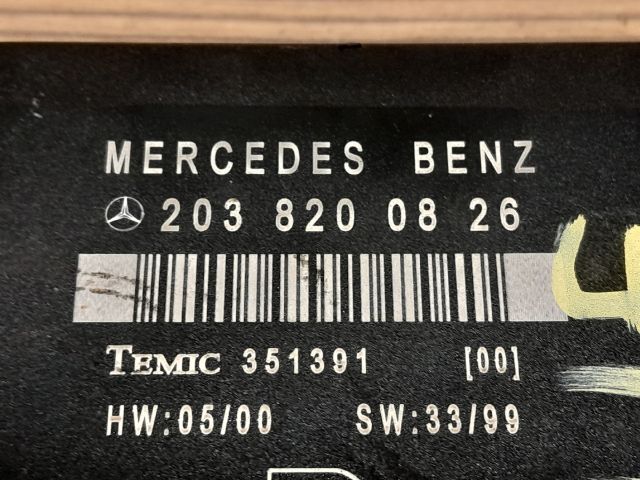 MERCEDES BENZ
203 820 08 26
TEMIC 351391 [00]
HW:05/00 SW:33/99